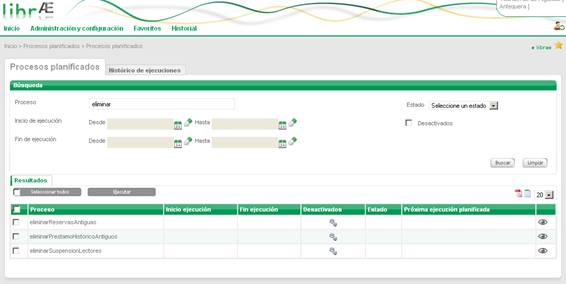 librÆ
Antequera |
Inicio Administración y configuración Favoritos Historial
Inicio > Procesos planificados > Procesos planificados
Procesos planificados Histórico de ejecuciones
Búsqueda
Proceso eliminar Estado Seleccione un estado
Inicio de ejecución Desde Hasta Desactivados
Fin de ejecución Desde Hasta
Buscar Limpiar
Resultados
Seleccionar todos Ejecutar 20
Proceso Inicio ejecución Fin ejecución Desactivados Estado Próxima ejecución planificada
eliminarReservasAntiguas
eliminarPrestamoHistoricoAntiguos
eliminarSuspensionLectores